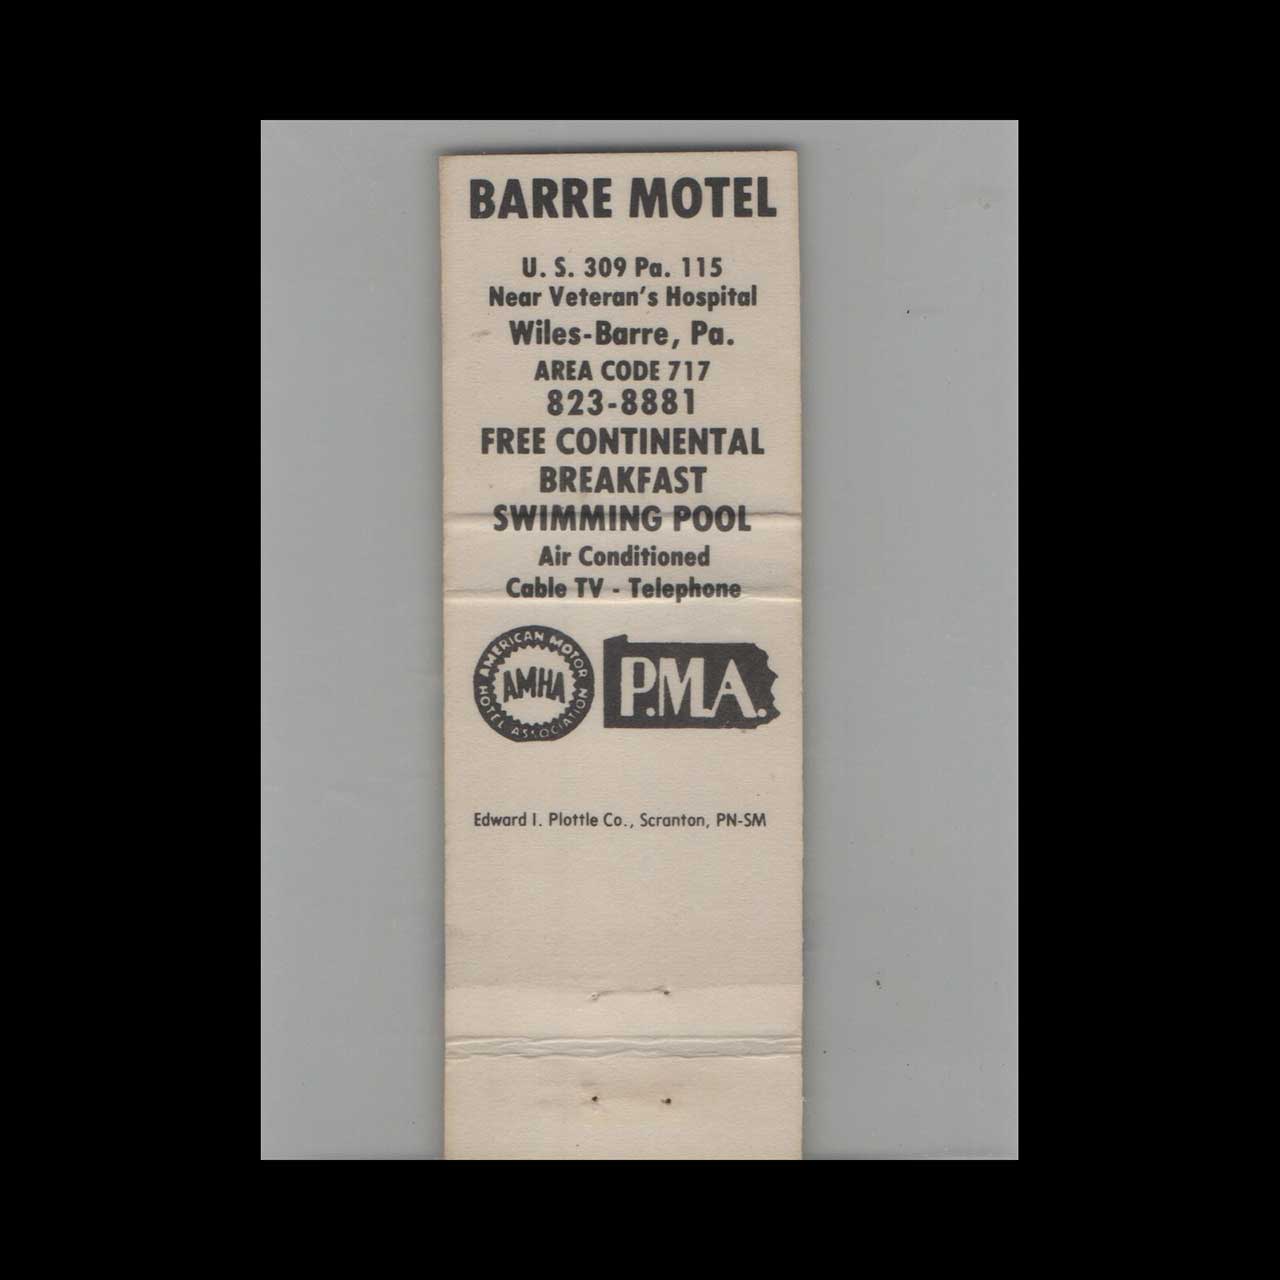 BARRE MOTEL
U. S. 309 Pa. 115
Near Veteran's Hospital
Wiles-Barre, Pa.
AREA CODE 717
823-8881
FREE CONTINENTAL
BREAKFAST
SWIMMING POOL
Air Conditioned
Cable TV - Telephone
AMERICAN MOTOR
AMHA
HOTEL ASSOCIATION
P.M.A.
Edward I. Plottle Co., Scranton, PN-SM